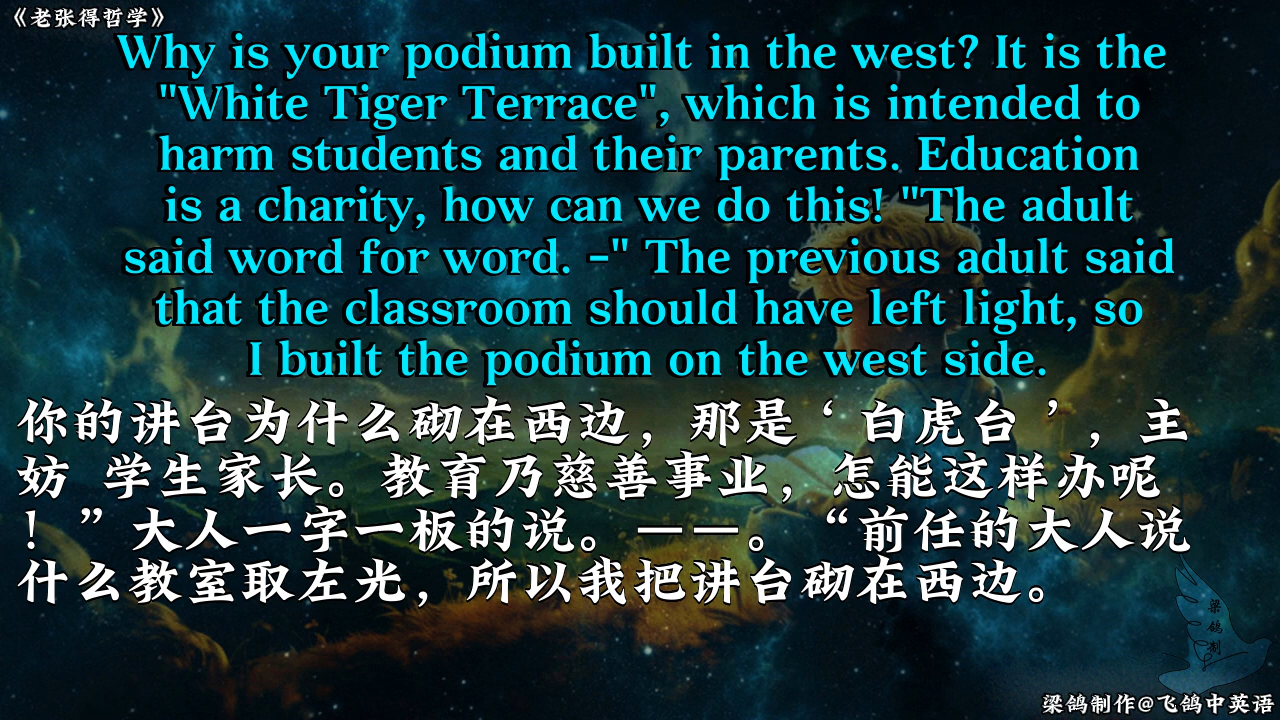 《老张得哲学》
Why is your podium built in the west? It is the
"White Tiger Terrace", which is intended to
harm students and their parents. Education
is a charity, how can we do this! "The adult
said word for word. -" The previous adult said
that the classroom should have left light, so
I built the podium on the west side.
你的讲台为什么砌在西边，那是‘白虎台’，主
妨 学生家长。教育乃慈善事业，怎能这样办呢
！”大人一字一板的说。——。“前任的大人说
什么教室取左光，所以我把讲台砌在西边。
梁鸽制
梁鸽制作@飞鸽中英语